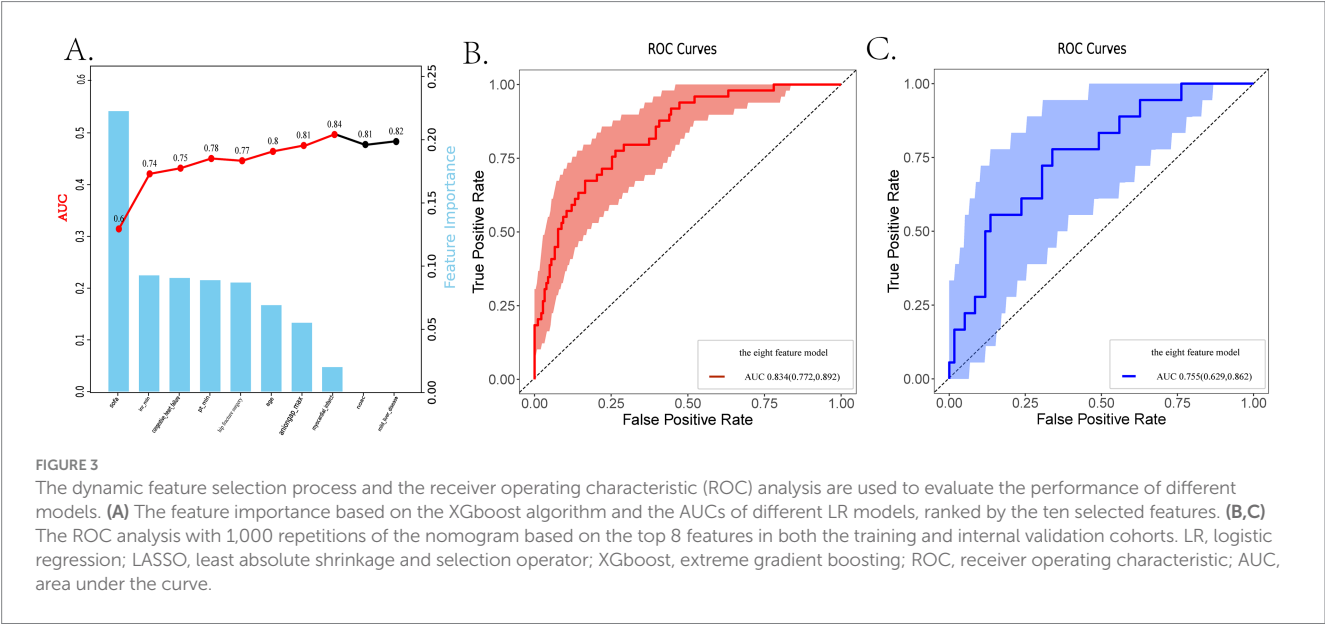 A.
B.
C.
ROC Curves
ROC Curves
AUC
0.6
0.5
0.4
0.3
0.2
0.1
0.0
0.6
0.74
0.75
0.78
0.77
0.8
0.81
0.84
0.81
0.82
0.25
0.20
0.15
0.10
0.05
0.00
Feature Importance
sofa
congestive_heart_failure
pt_min
hip fracture surgery
age
aniongap_max
myocardial_infarct
mild_liver_disease
True Positive Rate
1.00
0.75
0.50
0.25
0.00
the eight feature model
AUC 0.834(0.772,0.892)
0.00 0.25 0.50 0.75 1.00
False Positive Rate
True Positive Rate
1.00
0.75
0.50
0.25
0.00
the eight feature model
AUC 0.755(0.629,0.862)
0.00 0.25 0.50 0.75 1.00
False Positive Rate
FIGURE 3
The dynamic feature selection process and the receiver operating characteristic (ROC) analysis are used to evaluate the performance of different
models. (A) The feature importance based on the XGboost algorithm and the AUCs of different LR models, ranked by the ten selected features. (B,C)
The ROC analysis with 1,000 repetitions of the nomogram based on the top 8 features in both the training and internal validation cohorts. LR, logistic
regression; LASSO, least absolute shrinkage and selection operator; XGboost, extreme gradient boosting; ROC, receiver operating characteristic; AUC,
area under the curve.